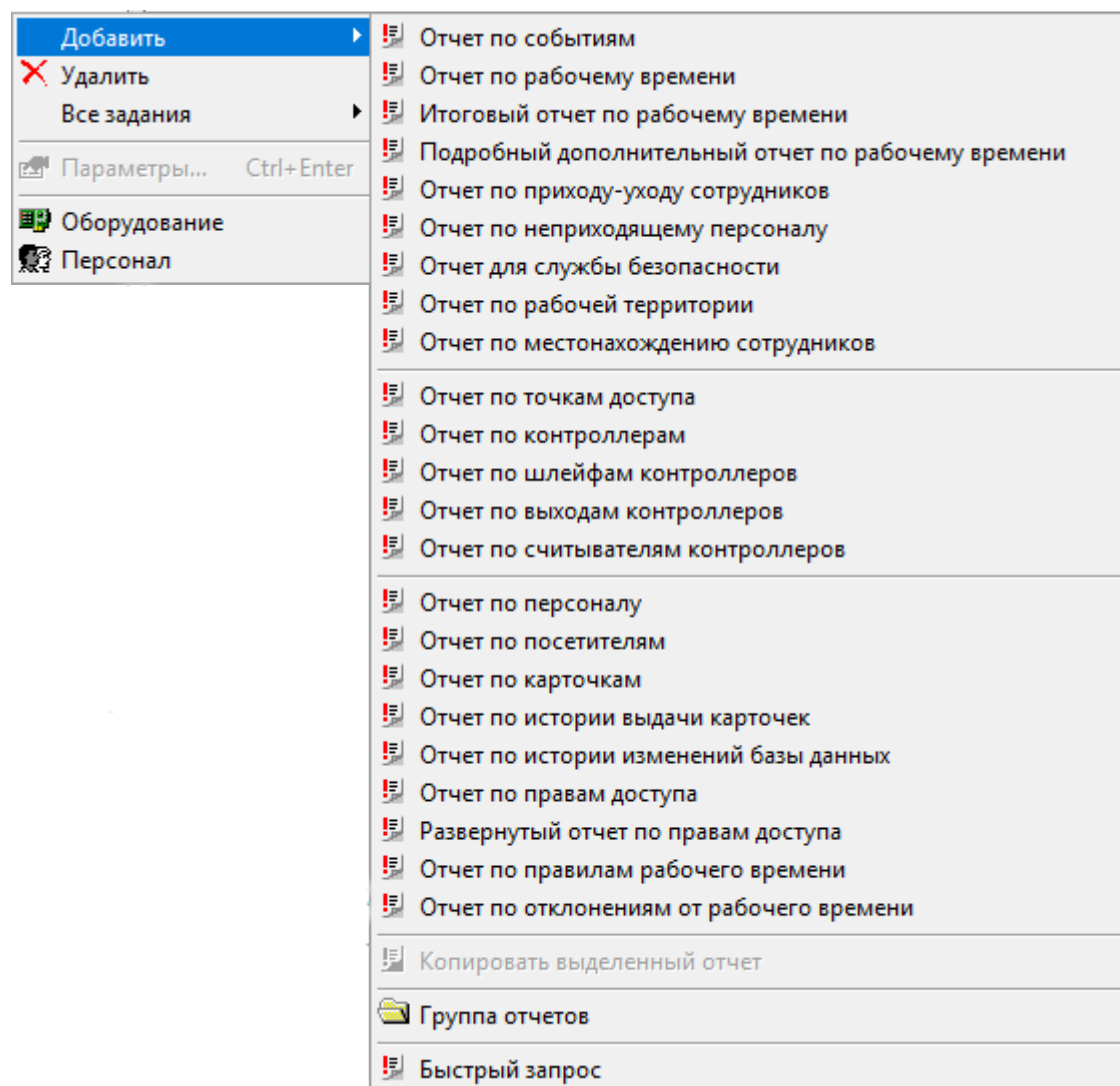 Добавить
Удалить
Все задания
Параметры... Ctrl+Enter
Оборудование
Персонал
Отчет по событиям
Отчет по рабочему времени
Итоговый отчет по рабочему времени
Подробный дополнительный отчет по рабочему времени
Отчет по приходу-уходу сотрудников
Отчет по неприходящему персоналу
Отчет для службы безопасности
Отчет по рабочей территории
Отчет по местонахождению сотрудников
Отчет по точкам доступа
Отчет по контроллерам
Отчет по шлейфам контроллеров
Отчет по выходам контроллеров
Отчет по считывателям контроллеров
Отчет по персоналу
Отчет по посетителям
Отчет по карточкам
Отчет по истории выдачи карточек
Отчет по истории изменений базы данных
Отчет по правам доступа
Развернутый отчет по правам доступа
Отчет по правилам рабочего времени
Отчет по отклонениям от рабочего времени
Копировать выделенный отчет
Группа отчетов
Быстрый запрос